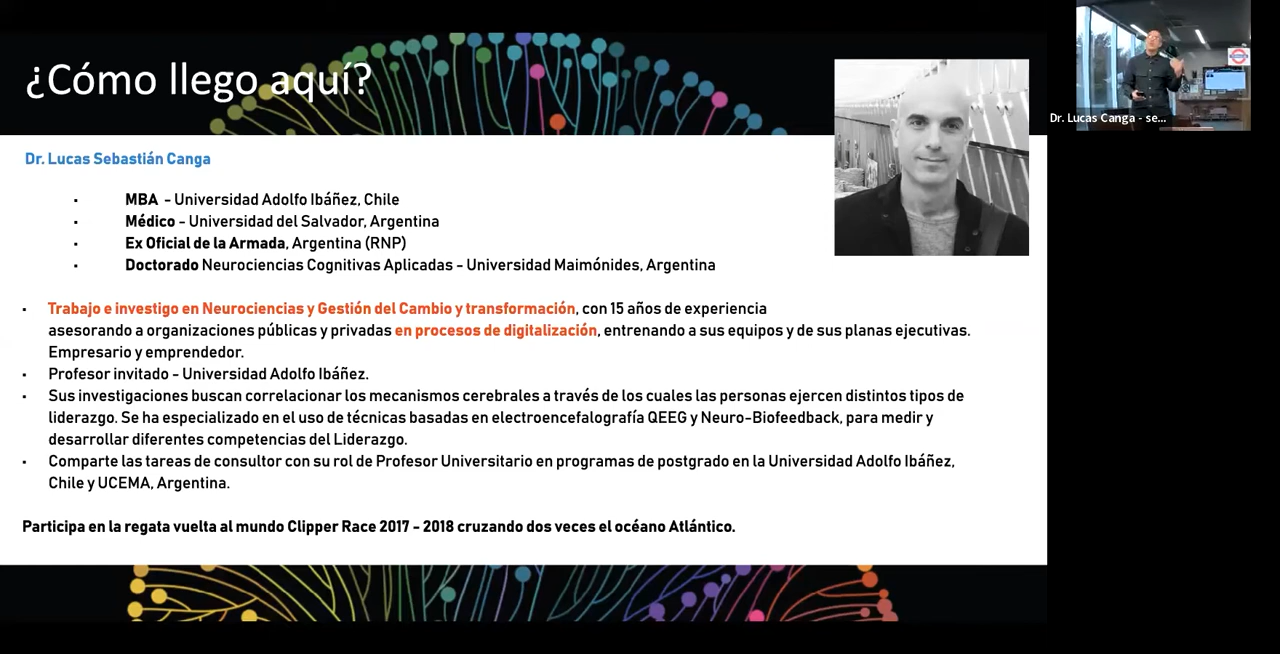 ¿Cómo llego aquí?
Dr. Lucas Canga - se...
Dr. Lucas Sebastián Canga
▪ MBA - Universidad Adolfo Ibáñez, Chile
▪ Médico - Universidad del Salvador, Argentina
▪ Ex Oficial de la Armada, Argentina (RNP)
▪ Doctorado Neurociencias Cognitivas Aplicadas - Universidad Maimónides, Argentina
▪ Trabajo e investigo en Neurociencias y Gestión del Cambio y transformación, con 15 años de experiencia
asesorando a organizaciones públicas y privadas en procesos de digitalización, entrenando a sus equipos y de sus planas ejecutivas.
Empresario y emprendedor.
▪ Profesor invitado - Universidad Adolfo Ibáñez.
▪ Sus investigaciones buscan correlacionar los mecanismos cerebrales a través de los cuales las personas ejercen distintos tipos de
liderazgo. Se ha especializado en el uso de técnicas basadas en electroencefalografía QEEG y Neuro-Biofeedback, para medir y
desarrollar diferentes competencias del Liderazgo.
▪ Comparte las tareas de consultor con su rol de Profesor Universitario en programas de postgrado en la Universidad Adolfo Ibáñez,
Chile y UCEMA, Argentina.
Participa en la regata vuelta al mundo Clipper Race 2017 - 2018 cruzando dos veces el océano Atlántico.